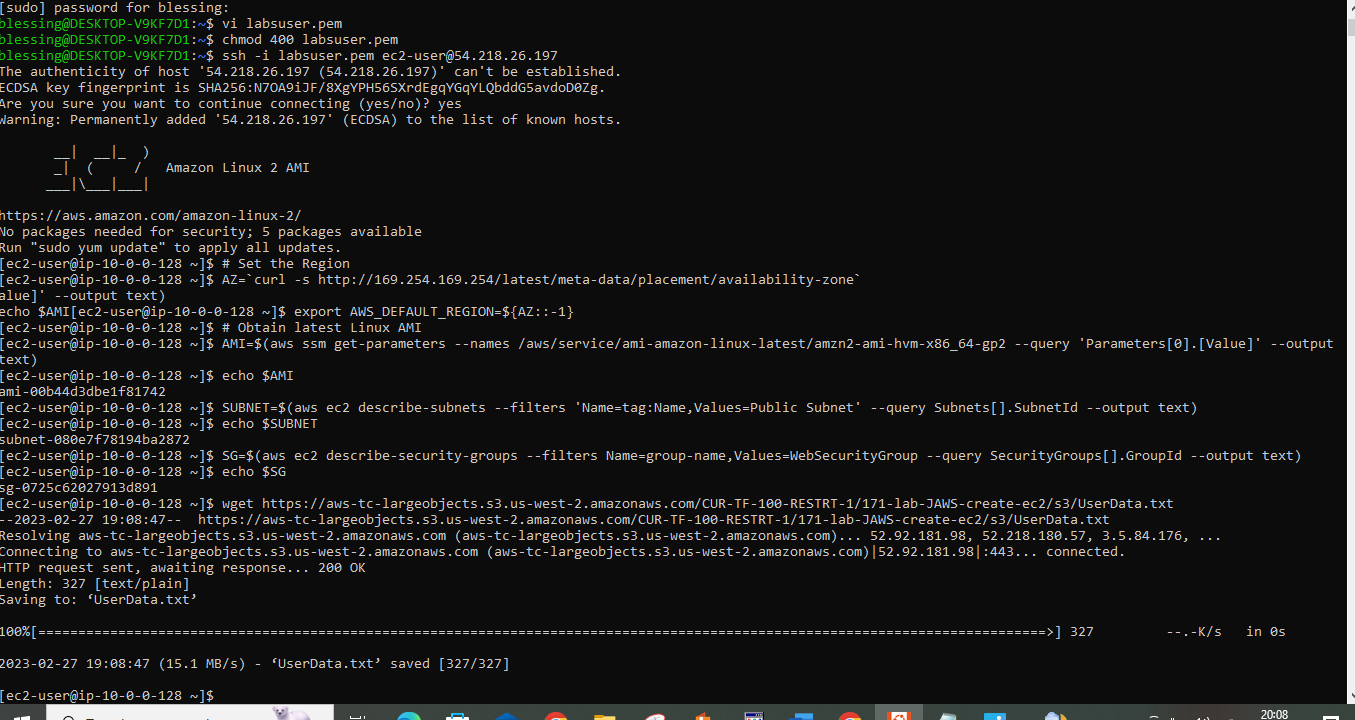 [sudo] password for blessing:
blessing@DESKTOP-V9KF7D1:~$ vi labsuser.pem
blessing@DESKTOP-V9KF7D1:~$ chmod 400 labsuser.pem
blessing@DESKTOP-V9KF7D1:~$ ssh -i labsuser.pem ec2-user@54.218.26.197
The authenticity of host '54.218.26.197 (54.218.26.197)' can't be established.
ECDSA key fingerprint is SHA256:N7OA9iJF/8XgYPH56SXrdEgqYGqYLQbddG5avdoD0Zg.
Are you sure you want to continue connecting (yes/no)? yes
Warning: Permanently added '54.218.26.197' (ECDSA) to the list of known hosts.
       __|  __|_  )
       _|  (     /   Amazon Linux 2 AMI
      ___|\___|___|
https://aws.amazon.com/amazon-linux-2/
No packages needed for security; 5 packages available
Run "sudo yum update" to apply all updates.
[ec2-user@ip-10-0-0-128 ~]$ # Set the Region
[ec2-user@ip-10-0-0-128 ~]$ AZ=`curl -s http://169.254.169.254/latest/meta-data/placement/availability-zone`
alue]' --output text)
echo $AMI[ec2-user@ip-10-0-0-128 ~]$ export AWS_DEFAULT_REGION=${AZ::-1}
[ec2-user@ip-10-0-0-128 ~]$ # Obtain latest Linux AMI
[ec2-user@ip-10-0-0-128 ~]$ AMI=$(aws ssm get-parameters --names /aws/service/ami-amazon-linux-latest/amzn2-ami-hvm-x86_64-gp2 --query 'Parameters[0].[Value]' --output
text)
[ec2-user@ip-10-0-0-128 ~]$ echo $AMI
ami-00b44d3dbe1f81742
[ec2-user@ip-10-0-0-128 ~]$ SUBNET=$(aws ec2 describe-subnets --filters 'Name=tag:Name,Values=Public Subnet' --query Subnets[].SubnetId --output text)
[ec2-user@ip-10-0-0-128 ~]$ echo $SUBNET
subnet-080e7f78194ba2872
[ec2-user@ip-10-0-0-128 ~]$ SG=$(aws ec2 describe-security-groups --filters Name=group-name,Values=WebSecurityGroup --query SecurityGroups[].GroupId --output text)
[ec2-user@ip-10-0-0-128 ~]$ echo $SG
sg-0725c62027913d891
[ec2-user@ip-10-0-0-128 ~]$ wget https://aws-tc-largeobjects.s3.us-west-2.amazonaws.com/CUR-TF-100-RESTRT-1/171-lab-JAWS-create-ec2/s3/UserData.txt
--2023-02-27 19:08:47--  https://aws-tc-largeobjects.s3.us-west-2.amazonaws.com/CUR-TF-100-RESTRT-1/171-lab-JAWS-create-ec2/s3/UserData.txt
Resolving aws-tc-largeobjects.s3.us-west-2.amazonaws.com (aws-tc-largeobjects.s3.us-west-2.amazonaws.com)... 52.92.181.98, 52.218.180.57, 3.5.84.176, ...
Connecting to aws-tc-largeobjects.s3.us-west-2.amazonaws.com (aws-tc-largeobjects.s3.us-west-2.amazonaws.com)|52.92.181.98|:443... connected.
HTTP request sent, awaiting response... 200 OK
Length: 327 [text/plain]
Saving to: ‘UserData.txt’
100%[==============================================================================================================================>] 327         --.-K/s   in 0s
2023-02-27 19:08:47 (15.1 MB/s) - ‘UserData.txt’ saved [327/327]
[ec2-user@ip-10-0-0-128 ~]$
20:08